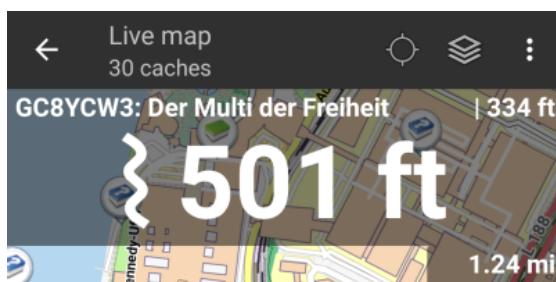 Live map
30 caches
GC8YCW3: Der Multi der Freiheit | 334 ft
501 ft
1.24 mi